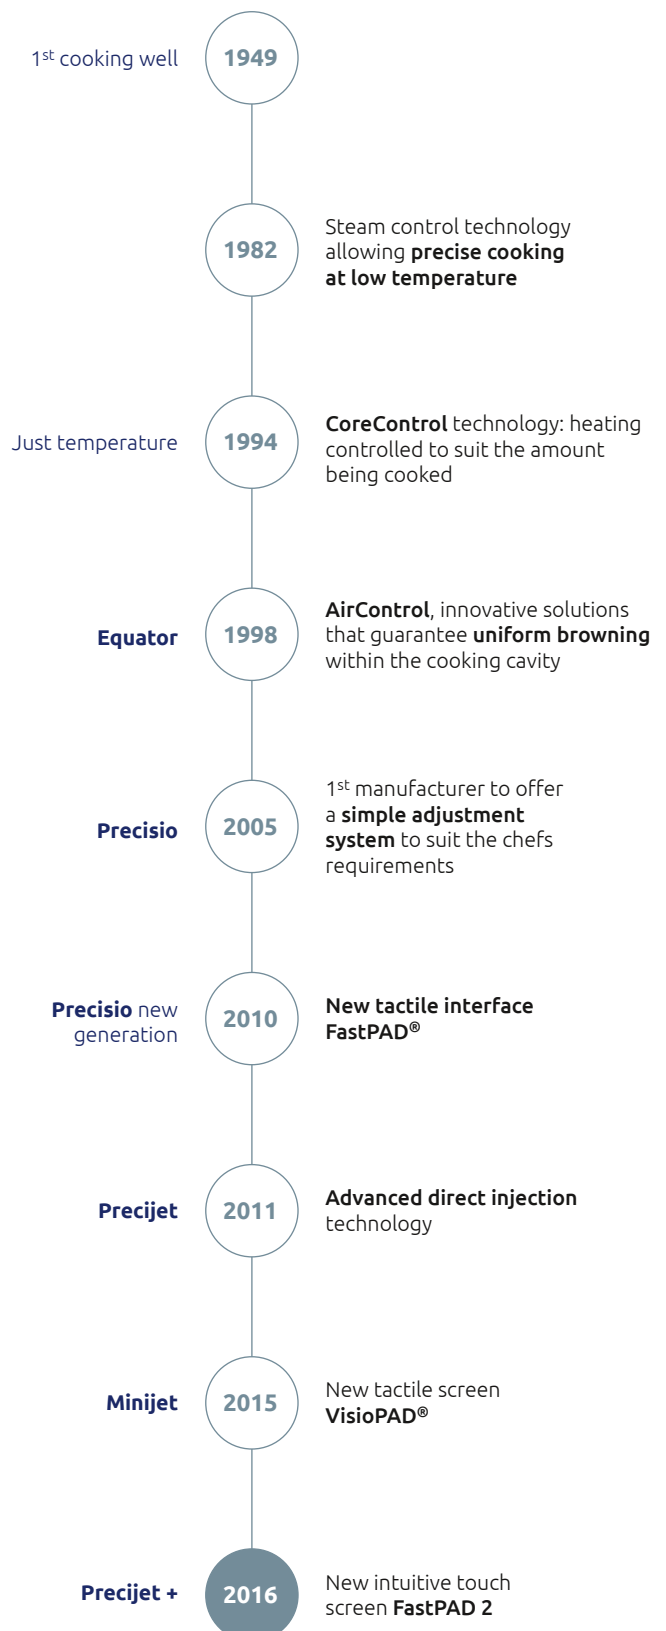 1st cooking well
1949
1982
Steam control technology
allowing precise cooking
at low temperature
Just temperature
1994
CoreControl technology: heating
controlled to suit the amount
being cooked
Equator
1998
AirControl, innovative solutions
that guarantee uniform browning
within the cooking cavity
Precisio
2005
1st manufacturer to offer
a simple adjustment
system to suit the chefs
requirements
Precisio new
generation
2010
New tactile interface
FastPAD®
Precijet
2011
Advanced direct injection
technology
Minijet
2015
New tactile screen
VisioPAD®
Precijet +
2016
New intuitive touch
screen FastPAD 2